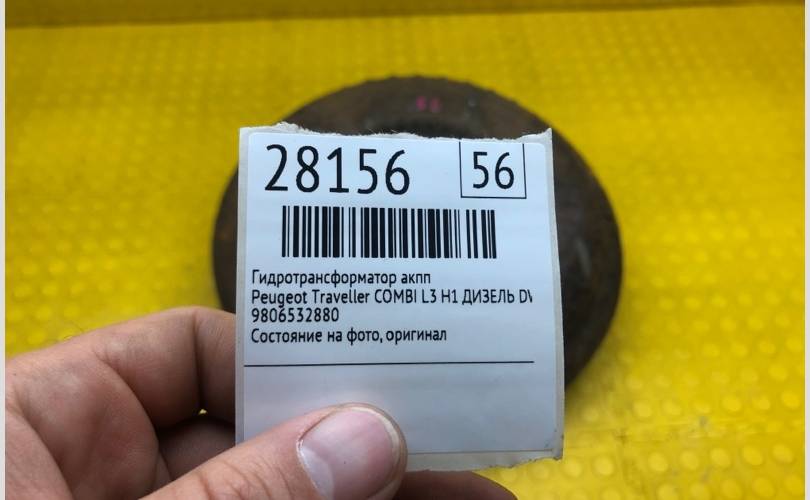 28156
56
Гидротрансформатор акпп
Peugeot Traveller COMBI L3 H1 ДИЗЕЛЬ
9806532880
Состояние на фото, оригинал